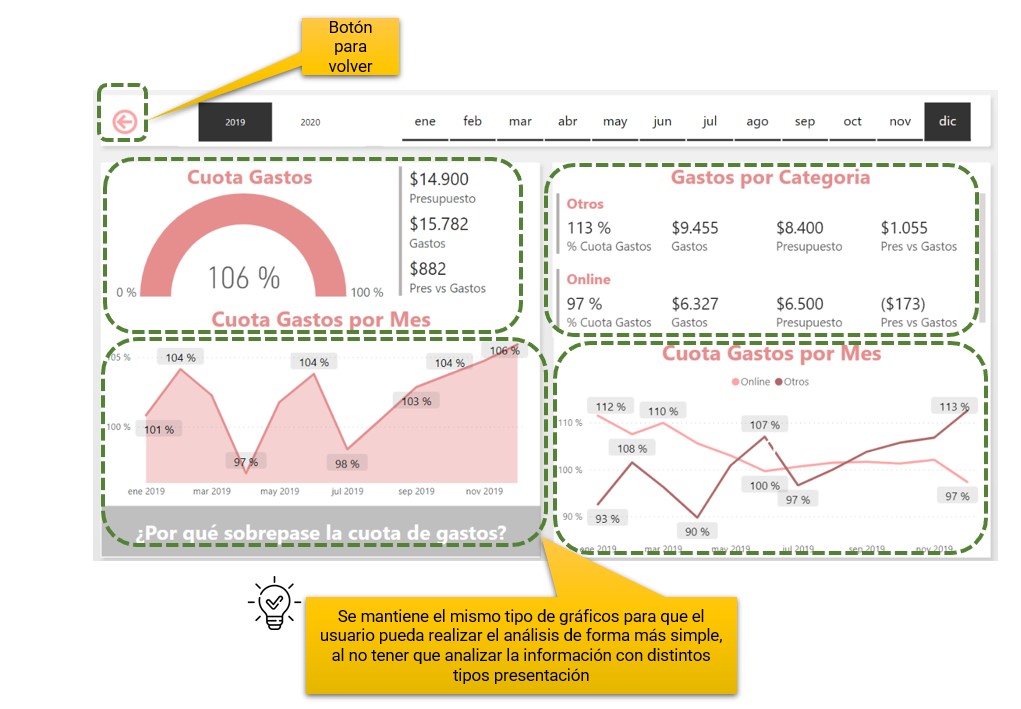 Botón
para
volver
2019
2020
ene
feb
mar
abr
may
jun
jul
ago
sep
oct
nov
dic
Cuota Gastos
106 %
0 %
100 %
$14.900
Presupuesto
$15.782
Gastos
$882
Pres vs Gastos
Gastos por Categoria
Otros
113 % $9.455 $8.400 $1.055
% Cuota Gastos Gastos Presupuesto Pres vs Gastos
Online
97 % $6.327 $6.500 ($173)
% Cuota Gastos Gastos Presupuesto Pres vs Gastos
Cuota Gastos por Mes
105 %
100 %
101 %
104 %
97 %
104 %
98 %
103 %
104 %
106 %
ene 2019 mar 2019 may 2019 jul 2019 sep 2019 nov 2019
¿Por qué sobrepase la cuota de gastos?
Cuota Gastos por Mes
Online Otros
110 %
100 %
90 %
112 %
110 %
108 %
93 %
90 %
107 %
100 %
97 %
113 %
97 %
ene 2019 mar 2019 may 2019 jul 2019 sep 2019 nov 2019
Se mantiene el mismo tipo de gráficos para que el
usuario pueda realizar el análisis de forma más simple,
al no tener que analizar la información con distintos
tipos presentación